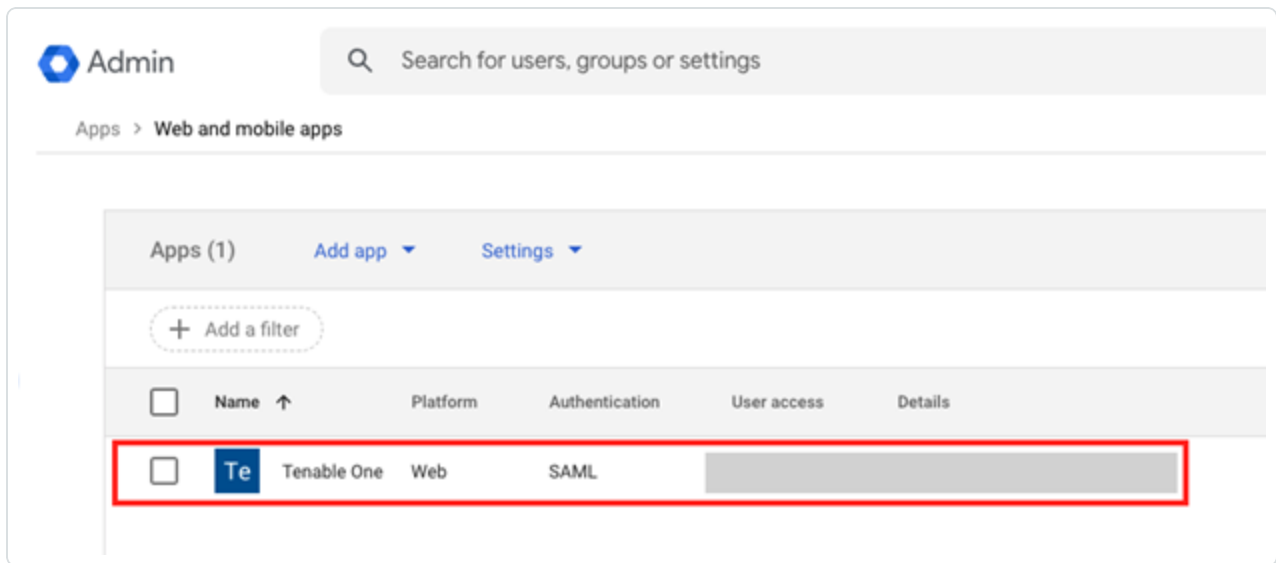 Admin Search for users, groups or settings
Apps > Web and mobile apps
Apps (1) Add app Settings
+ Add a filter
Name ↑ Platform Authentication User access Details
Te Tenable One Web SAML